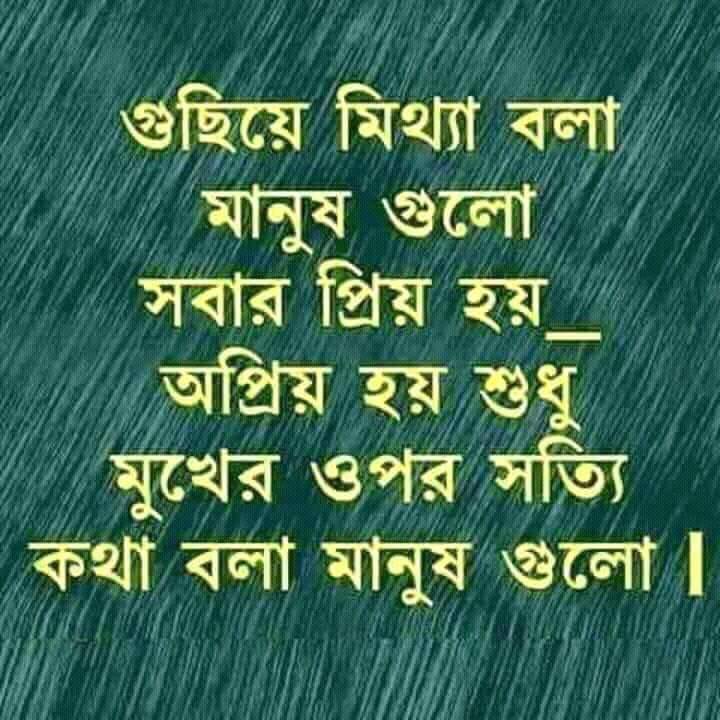 গুছিয়ে মিথ্যা বলা
মানুষ গুলো
সবার প্রিয় হয়_
অপ্রিয় হয় শুধু
মুখের ওপর সত্যি
কথা বলা মানুষ গুলো।